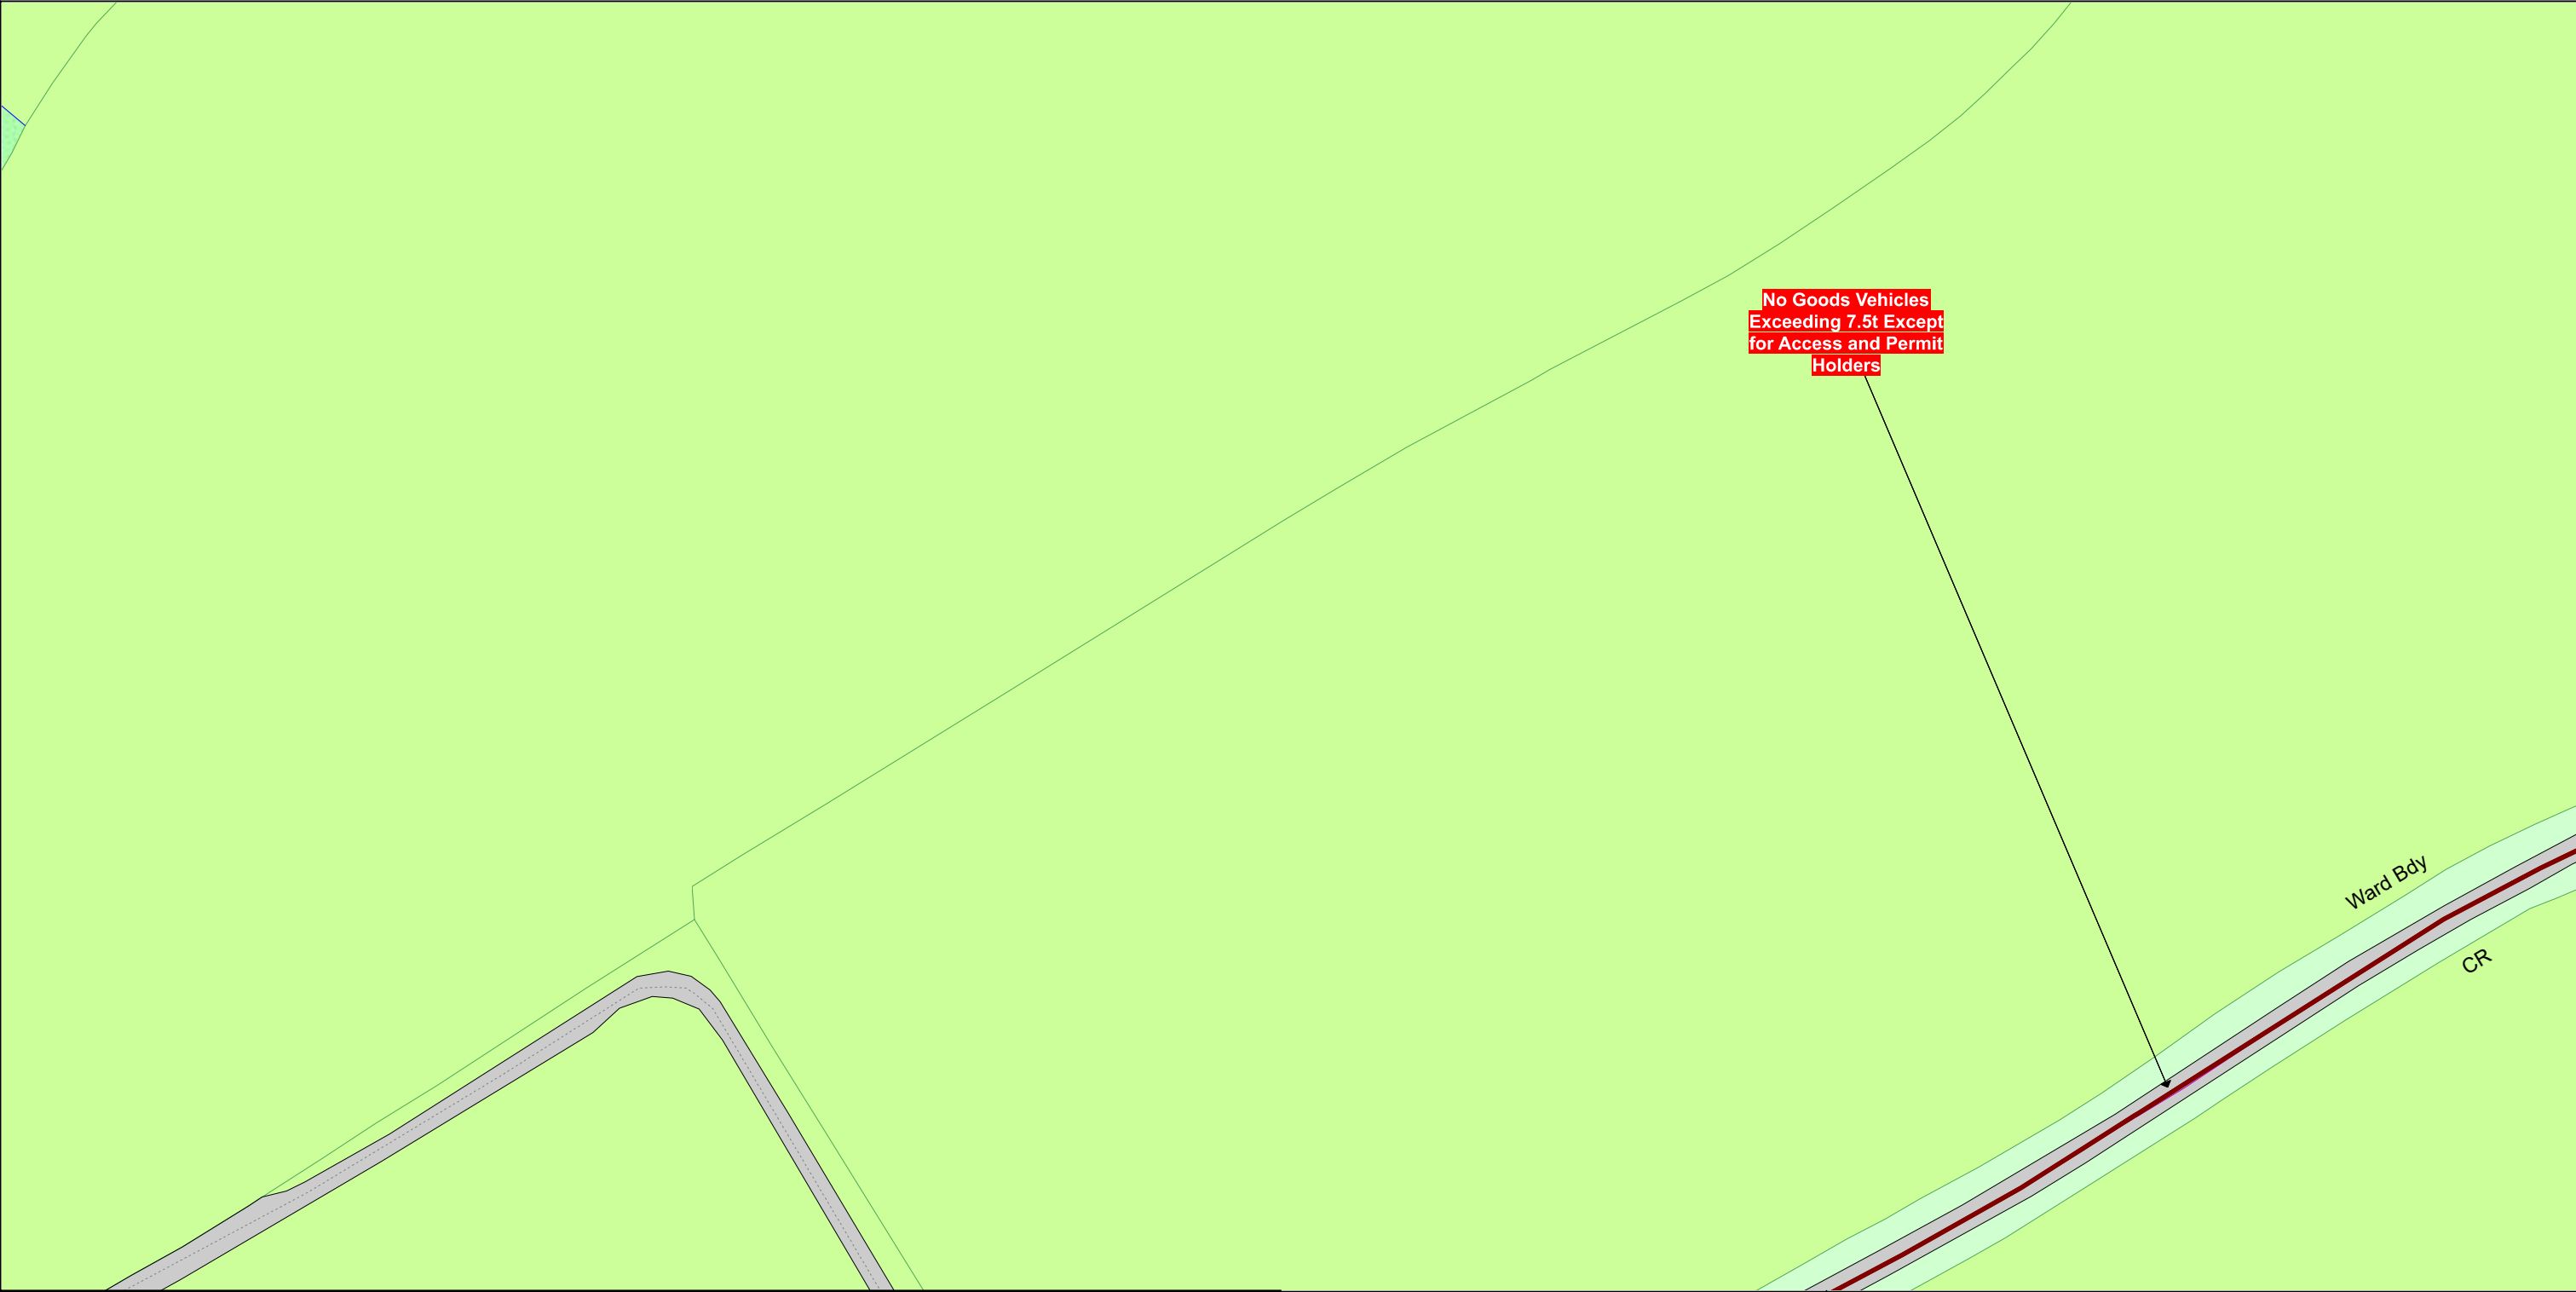 No Goods Vehicles
Exceeding 7.5t Except
for Access and Permit
Holders
Ward Bdy
CR